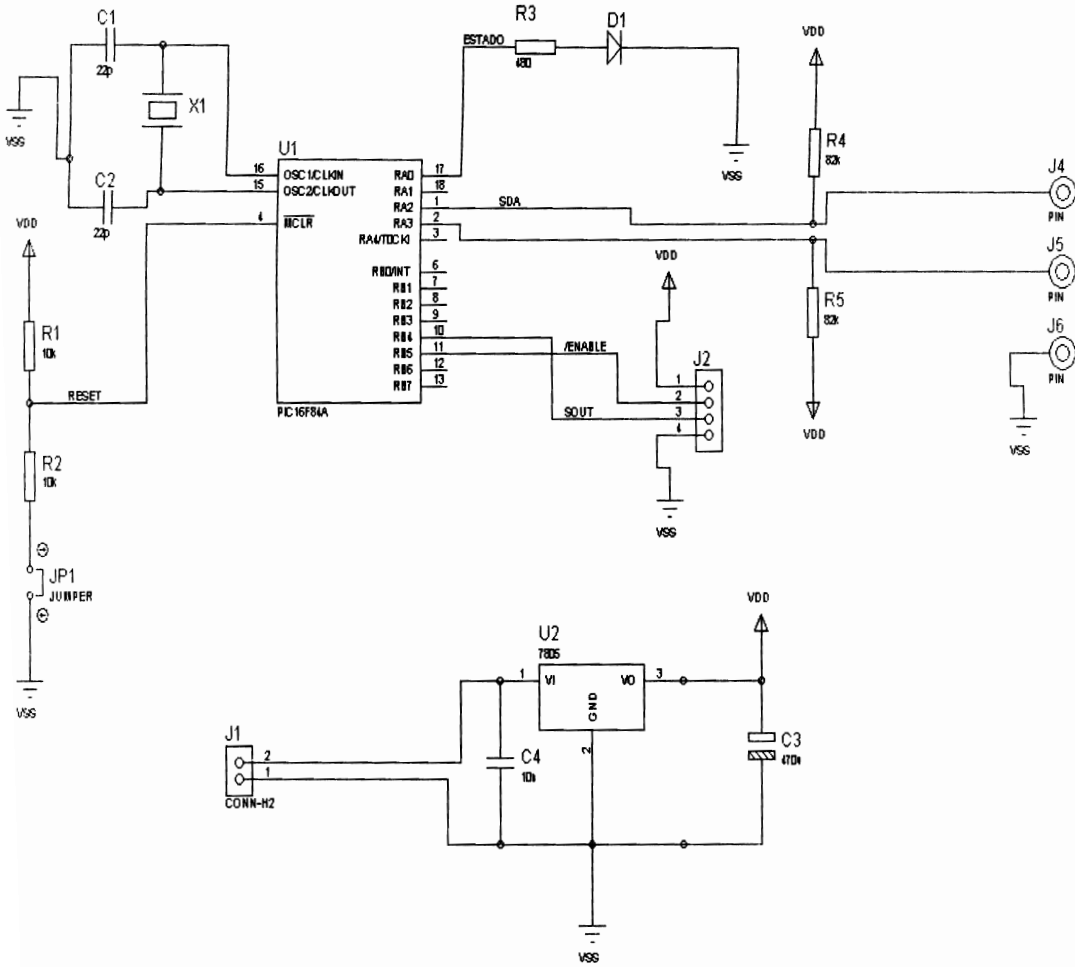 C1
22p
X1
VSS
C2
22p
VDD
R1
10k
RESET
R2
10k
JP1
JUMPER
VSS
U1
16 OSC1/CLKIN
15 OSC2/CLKOUT
4 MCLR
RA0 17
RA1 18
RA2 1
RA3 2
RA4/T0CKI 3
RB0/INT 6
RB1 7
RB2 8
RB3 9
RB4 10
RB5 11
RB6 12
RB7 13
PIC16F84A
ESTADO
R3
480
D1
VSS
SDA
VDD
R4
82k
R5
82k
VDD
J4
PIN
J5
PIN
J6
PIN
VSS
VDD
/ENABLE
SOUT
J2
1
2
3
4
VSS
J1
2
1
CONN-H2
C4
U2
7805
1 VI
VO 3
GND
2
VDD
C3
VSS